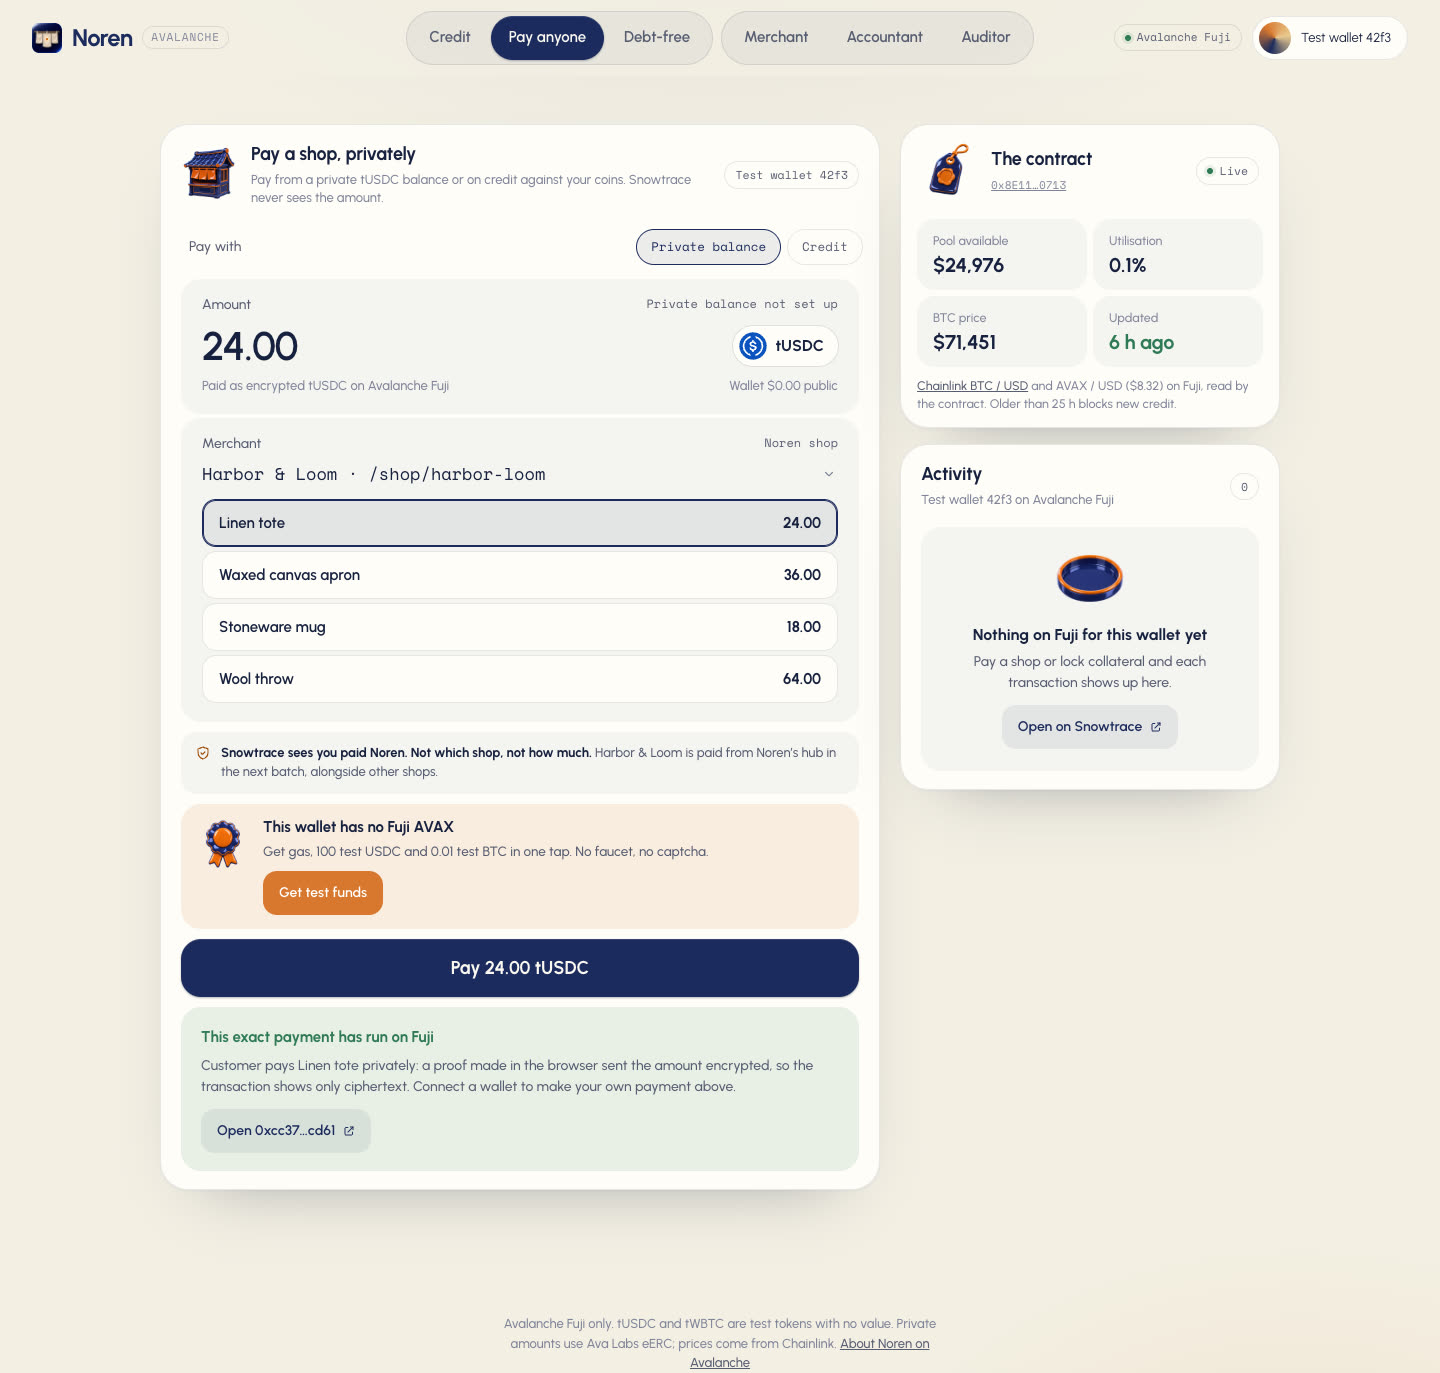 Noren
AVALANCHE
Credit
Pay anyone
Debt-free
Merchant
Accountant
Auditor
Avalanche Fuji
Test wallet 42f3
Pay a shop, privately
Pay from a private tUSDC balance or on credit against your coins. Snowtrace
never sees the amount.
Test wallet 42f3
Pay with
Private balance
Credit
Amount
Private balance not set up
24.00
tUSDC
Paid as encrypted tUSDC on Avalanche Fuji
Wallet $0.00 public
Merchant
Noren shop
Harbor & Loom · /shop/harbor-loom
Linen tote
24.00
Waxed canvas apron
36.00
Stoneware mug
18.00
Wool throw
64.00
Snowtrace sees you paid Noren. Not which shop, not how much. Harbor & Loom is paid from Noren's hub in
the next batch, alongside other shops.
This wallet has no Fuji AVAX
Get gas, 100 test USDC and 0.01 test BTC in one tap. No faucet, no captcha.
Get test funds
Pay 24.00 tUSDC
This exact payment has run on Fuji
Customer pays Linen tote privately: a proof made in the browser sent the amount encrypted, so the
transaction shows only ciphertext. Connect a wallet to make your own payment above.
Open 0xcc37…cd61
The contract
0x8E11…0713
Live
Pool available
$24,976
Utilisation
0.1%
BTC price
$71,451
Updated
6 h ago
Chainlink BTC / USD and AVAX / USD ($8.32) on Fuji, read by
the contract. Older than 25 h blocks new credit.
Activity
Test wallet 42f3 on Avalanche Fuji
0
Nothing on Fuji for this wallet yet
Pay a shop or lock collateral and each
transaction shows up here.
Open on Snowtrace
Avalanche Fuji only. tUSDC and tWBTC are test tokens with no value. Private
amounts use Ava Labs eERC; prices come from Chainlink. About Noren on
Avalanche